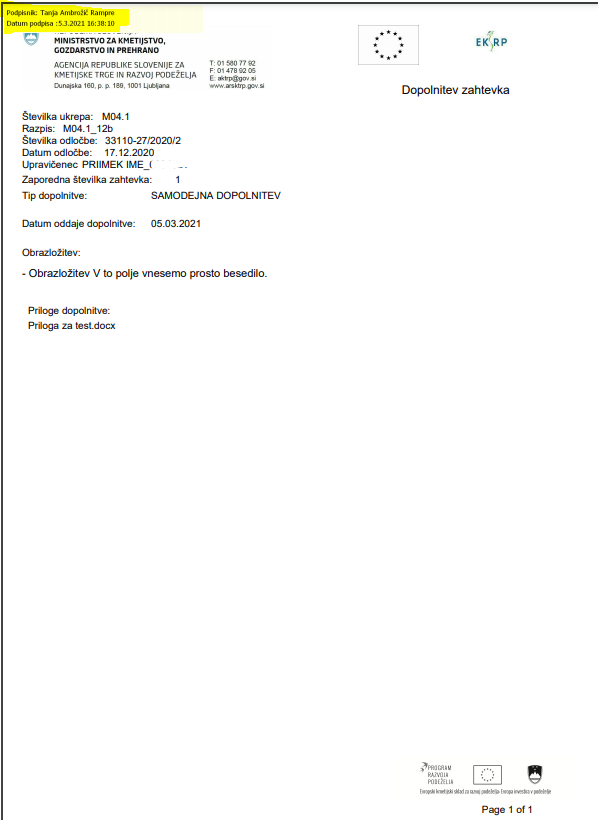 Podpisnik: Tanja Ambrožič Rampre
Datum podpisa :5.3.2021 16:38:10
MINISTRSTVO ZA KMETIJSTVO,
GOZDARSTVO IN PREHRANO
AGENCIJA REPUBLIKE SLOVENIJE ZA
KMETIJSKE TRGE IN RAZVOJ PODEŽELJA
Dunajska 160, p. p. 189, 1001 Ljubljana
T: 01 580 77 92
F: 01 478 92 05
E: aktrp@gov.si
www.arsktrp.gov.si
EKSRP
Dopolnitev zahtevka
Številka ukrepa: M04.1
Razpis: M04.1_12b
Številka odločbe: 33110-27/2020/2
Datum odločbe: 17.12.2020
Upravičenec PRIIMEK IME_
Zaporedna številka zahtevka: 1
Tip dopolnitve: SAMODEJNA DOPOLNITEV
Datum oddaje dopolnitve: 05.03.2021
Obrazložitev:
- Obrazložitev V to polje vnesemo prosto besedilo.
Priloge dopolnitve:
Priloga za test.docx
PROGRAM
RAZVOJA
PODEŽELJA
Evropski kmetijski sklad za razvoj podeželja: Evropa investira v podeželje
Page 1 of 1